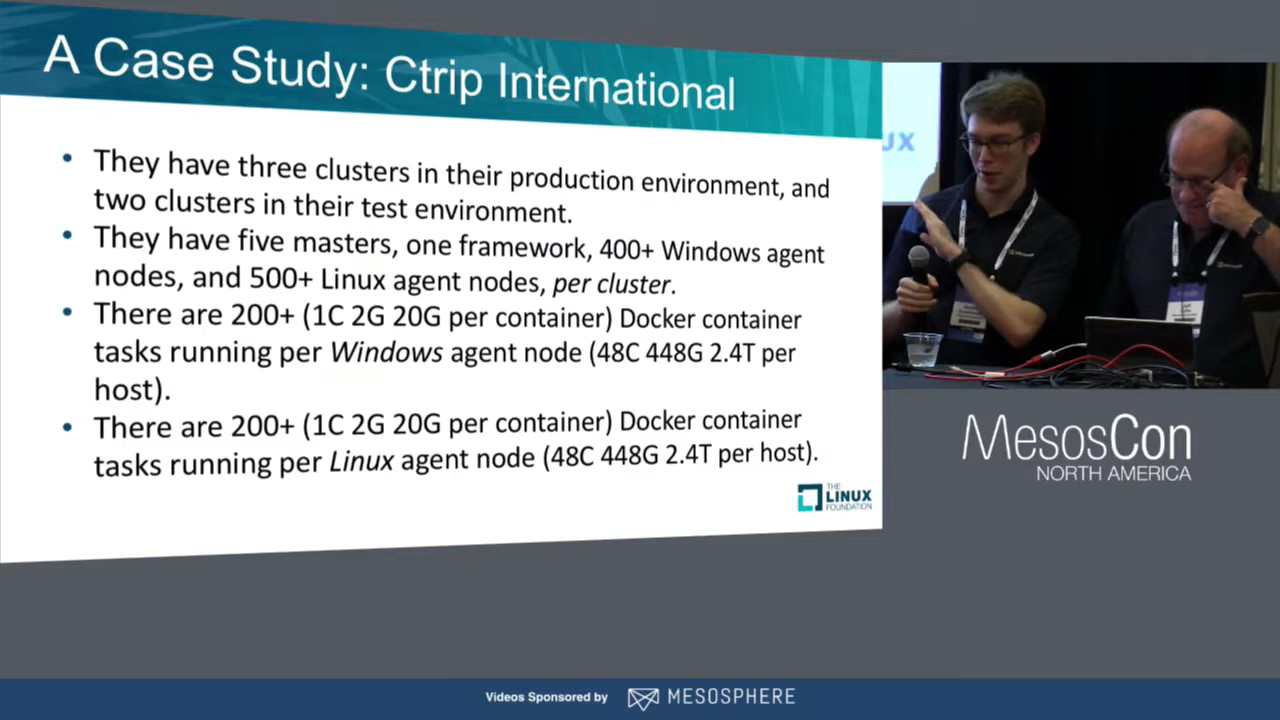 A Case Study: Ctrip International
• They have three clusters in their production environment, and
two clusters in their test environment.
• They have five masters, one framework, 400+ Windows agent
nodes, and 500+ Linux agent nodes, per cluster.
• There are 200+ (1C 2G 20G per container) Docker container
tasks running per Windows agent node (48C 448G 2.4T per
host).
• There are 200+ (1C 2G 20G per container) Docker container
tasks running per Linux agent node (48C 448G 2.4T per host).
THE
LINUX
FOUNDATION
UX
MesosCon
NORTH AMERICA
Videos Sponsored by MESOSPHERE